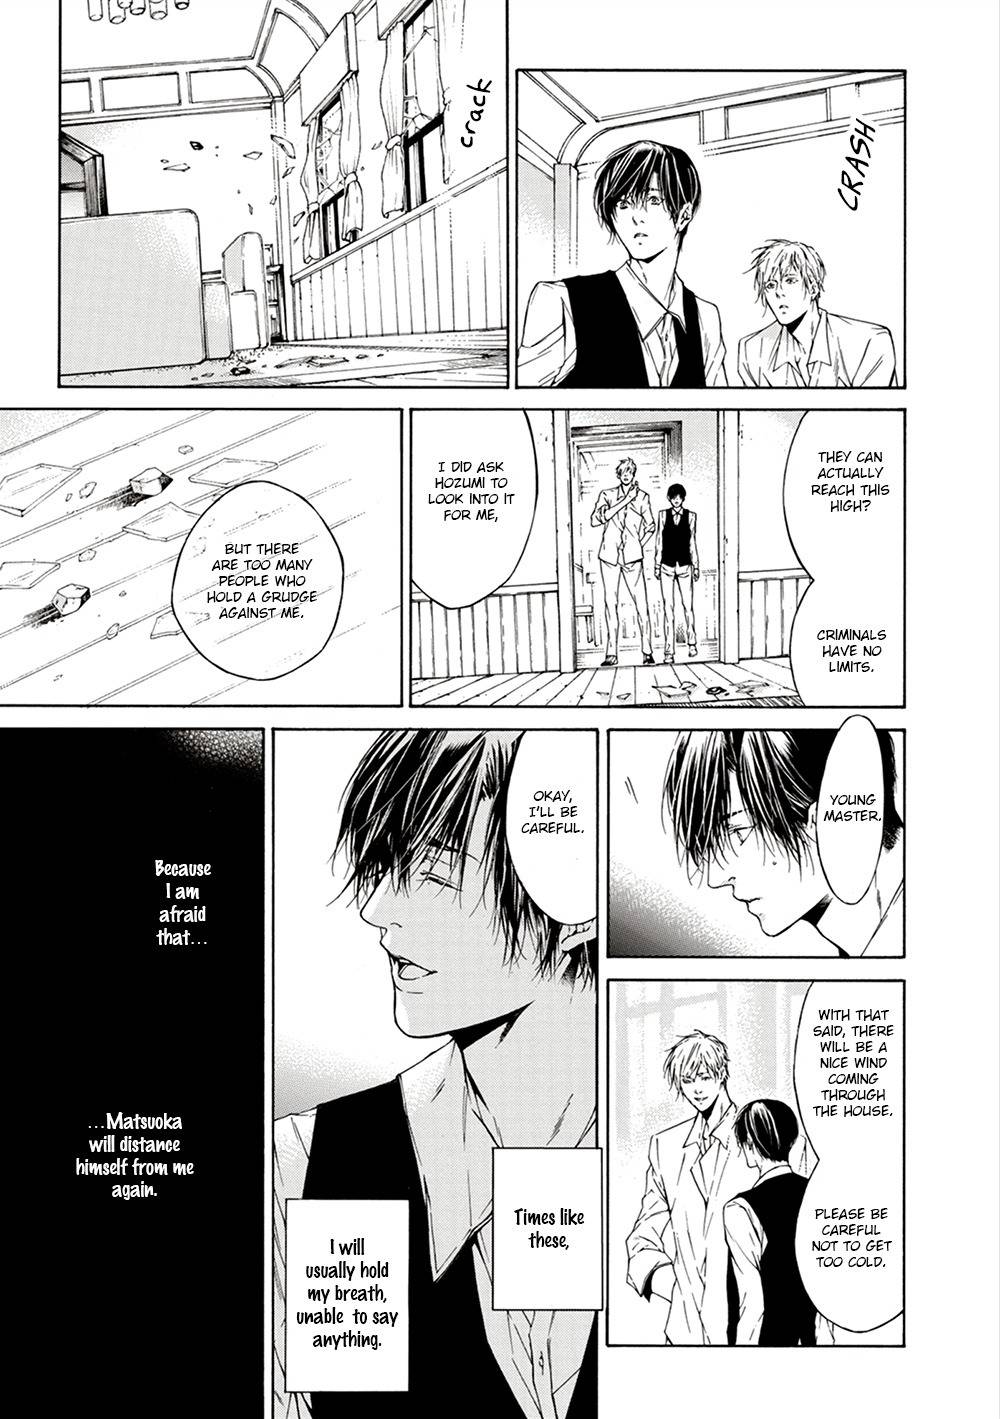 CRASH
crack
THEY CAN
ACTUALLY
REACH THIS
HIGH?
CRIMINALS
HAVE NO
LIMITS.
I DID ASK
HOZUMI TO
LOOK INTO IT
FOR ME,
BUT THERE
ARE TOO MANY
PEOPLE WHO
HOLD A GRUDGE
AGAINST ME.
YOUNG
MASTER.
WITH THAT
SAID, THERE
WILL BE A
NICE WIND
COMING
THROUGH
THE HOUSE.
PLEASE BE
CAREFUL
NOT TO GET
TOO COLD.
OKAY,
I'LL BE
CAREFUL.
Times like
these,
I will
usually hold
my breath,
unable to say
anything.
Because
I am
afraid
that...
...Matsuoka
will distance
himself from me
again.